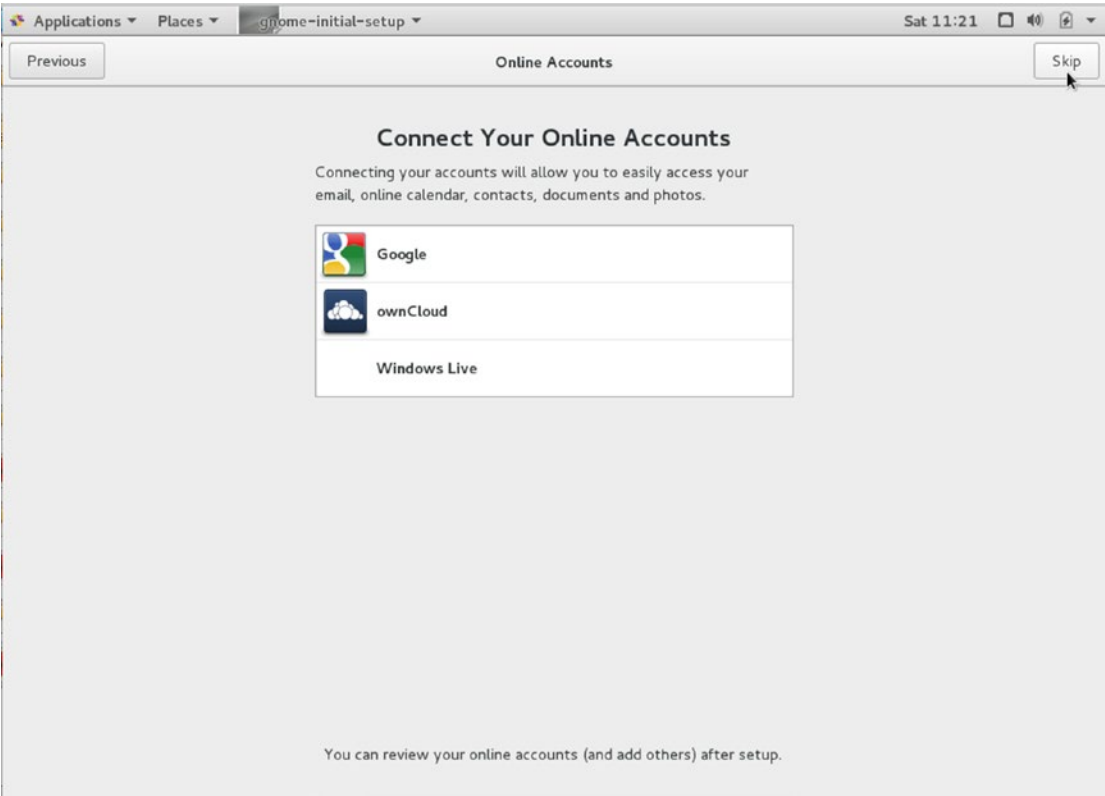 Applications Places gnome-initial-setup Sat 11:21
Previous Online Accounts Skip
Connect Your Online Accounts
Connecting your accounts will allow you to easily access your
email, online calendar, contacts, documents and photos.
Google
ownCloud
Windows Live
You can review your online accounts (and add others) after setup.